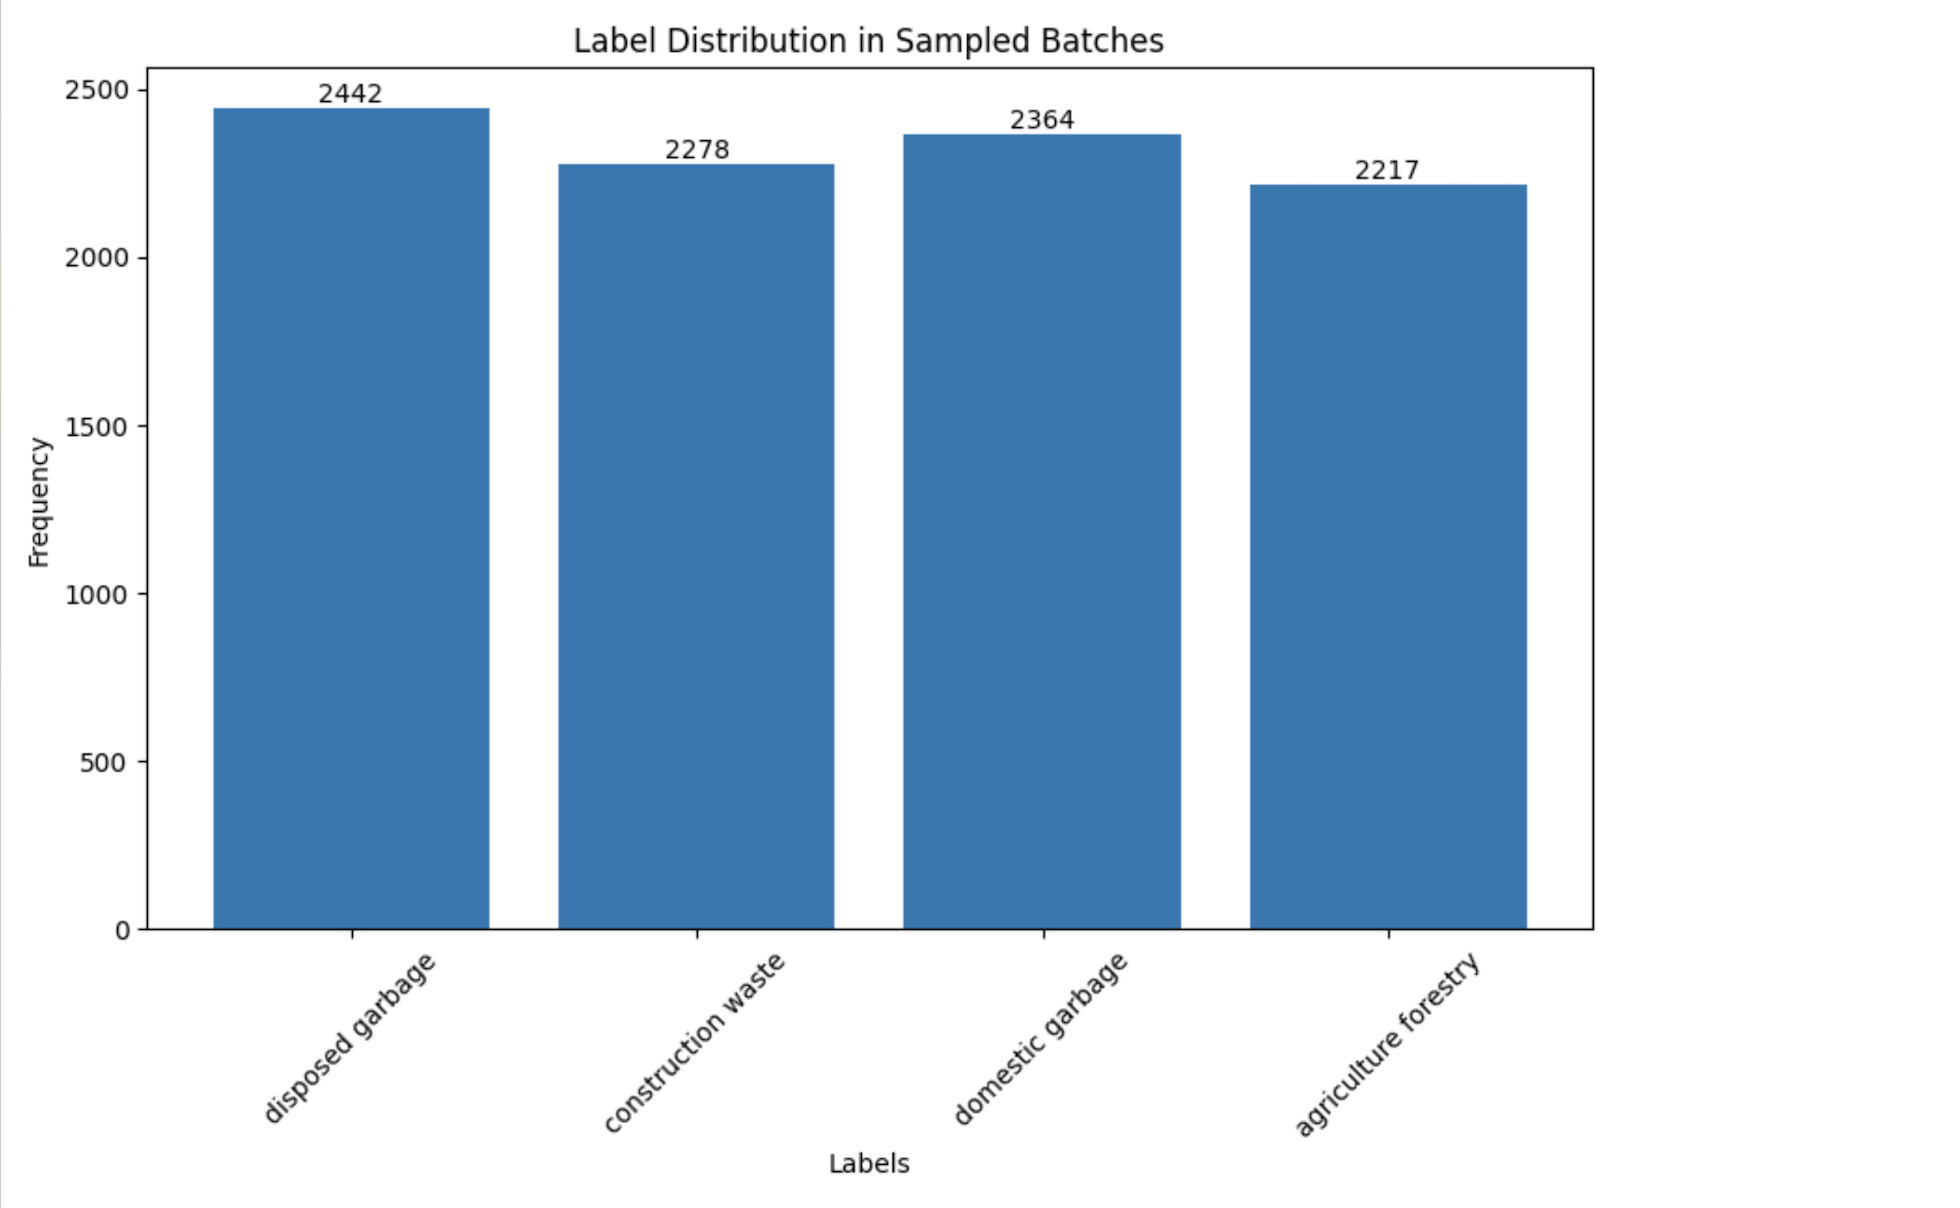 Label Distribution in Sampled Batches
2500
2000
1500
1000
500
0
Frequency
2442
2278
2364
2217
disposed garbage
construction waste
domestic garbage
agriculture forestry
Labels